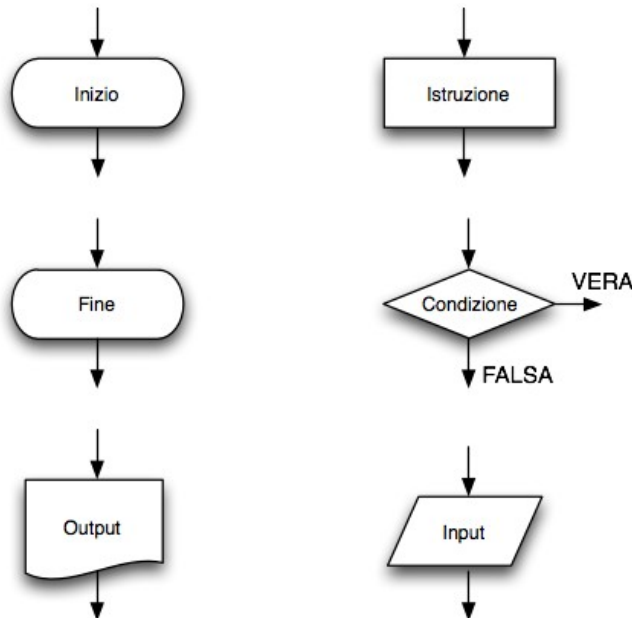 Inizio
Istruzione
Fine
Condizione
VERA
FALSA
Output
Input